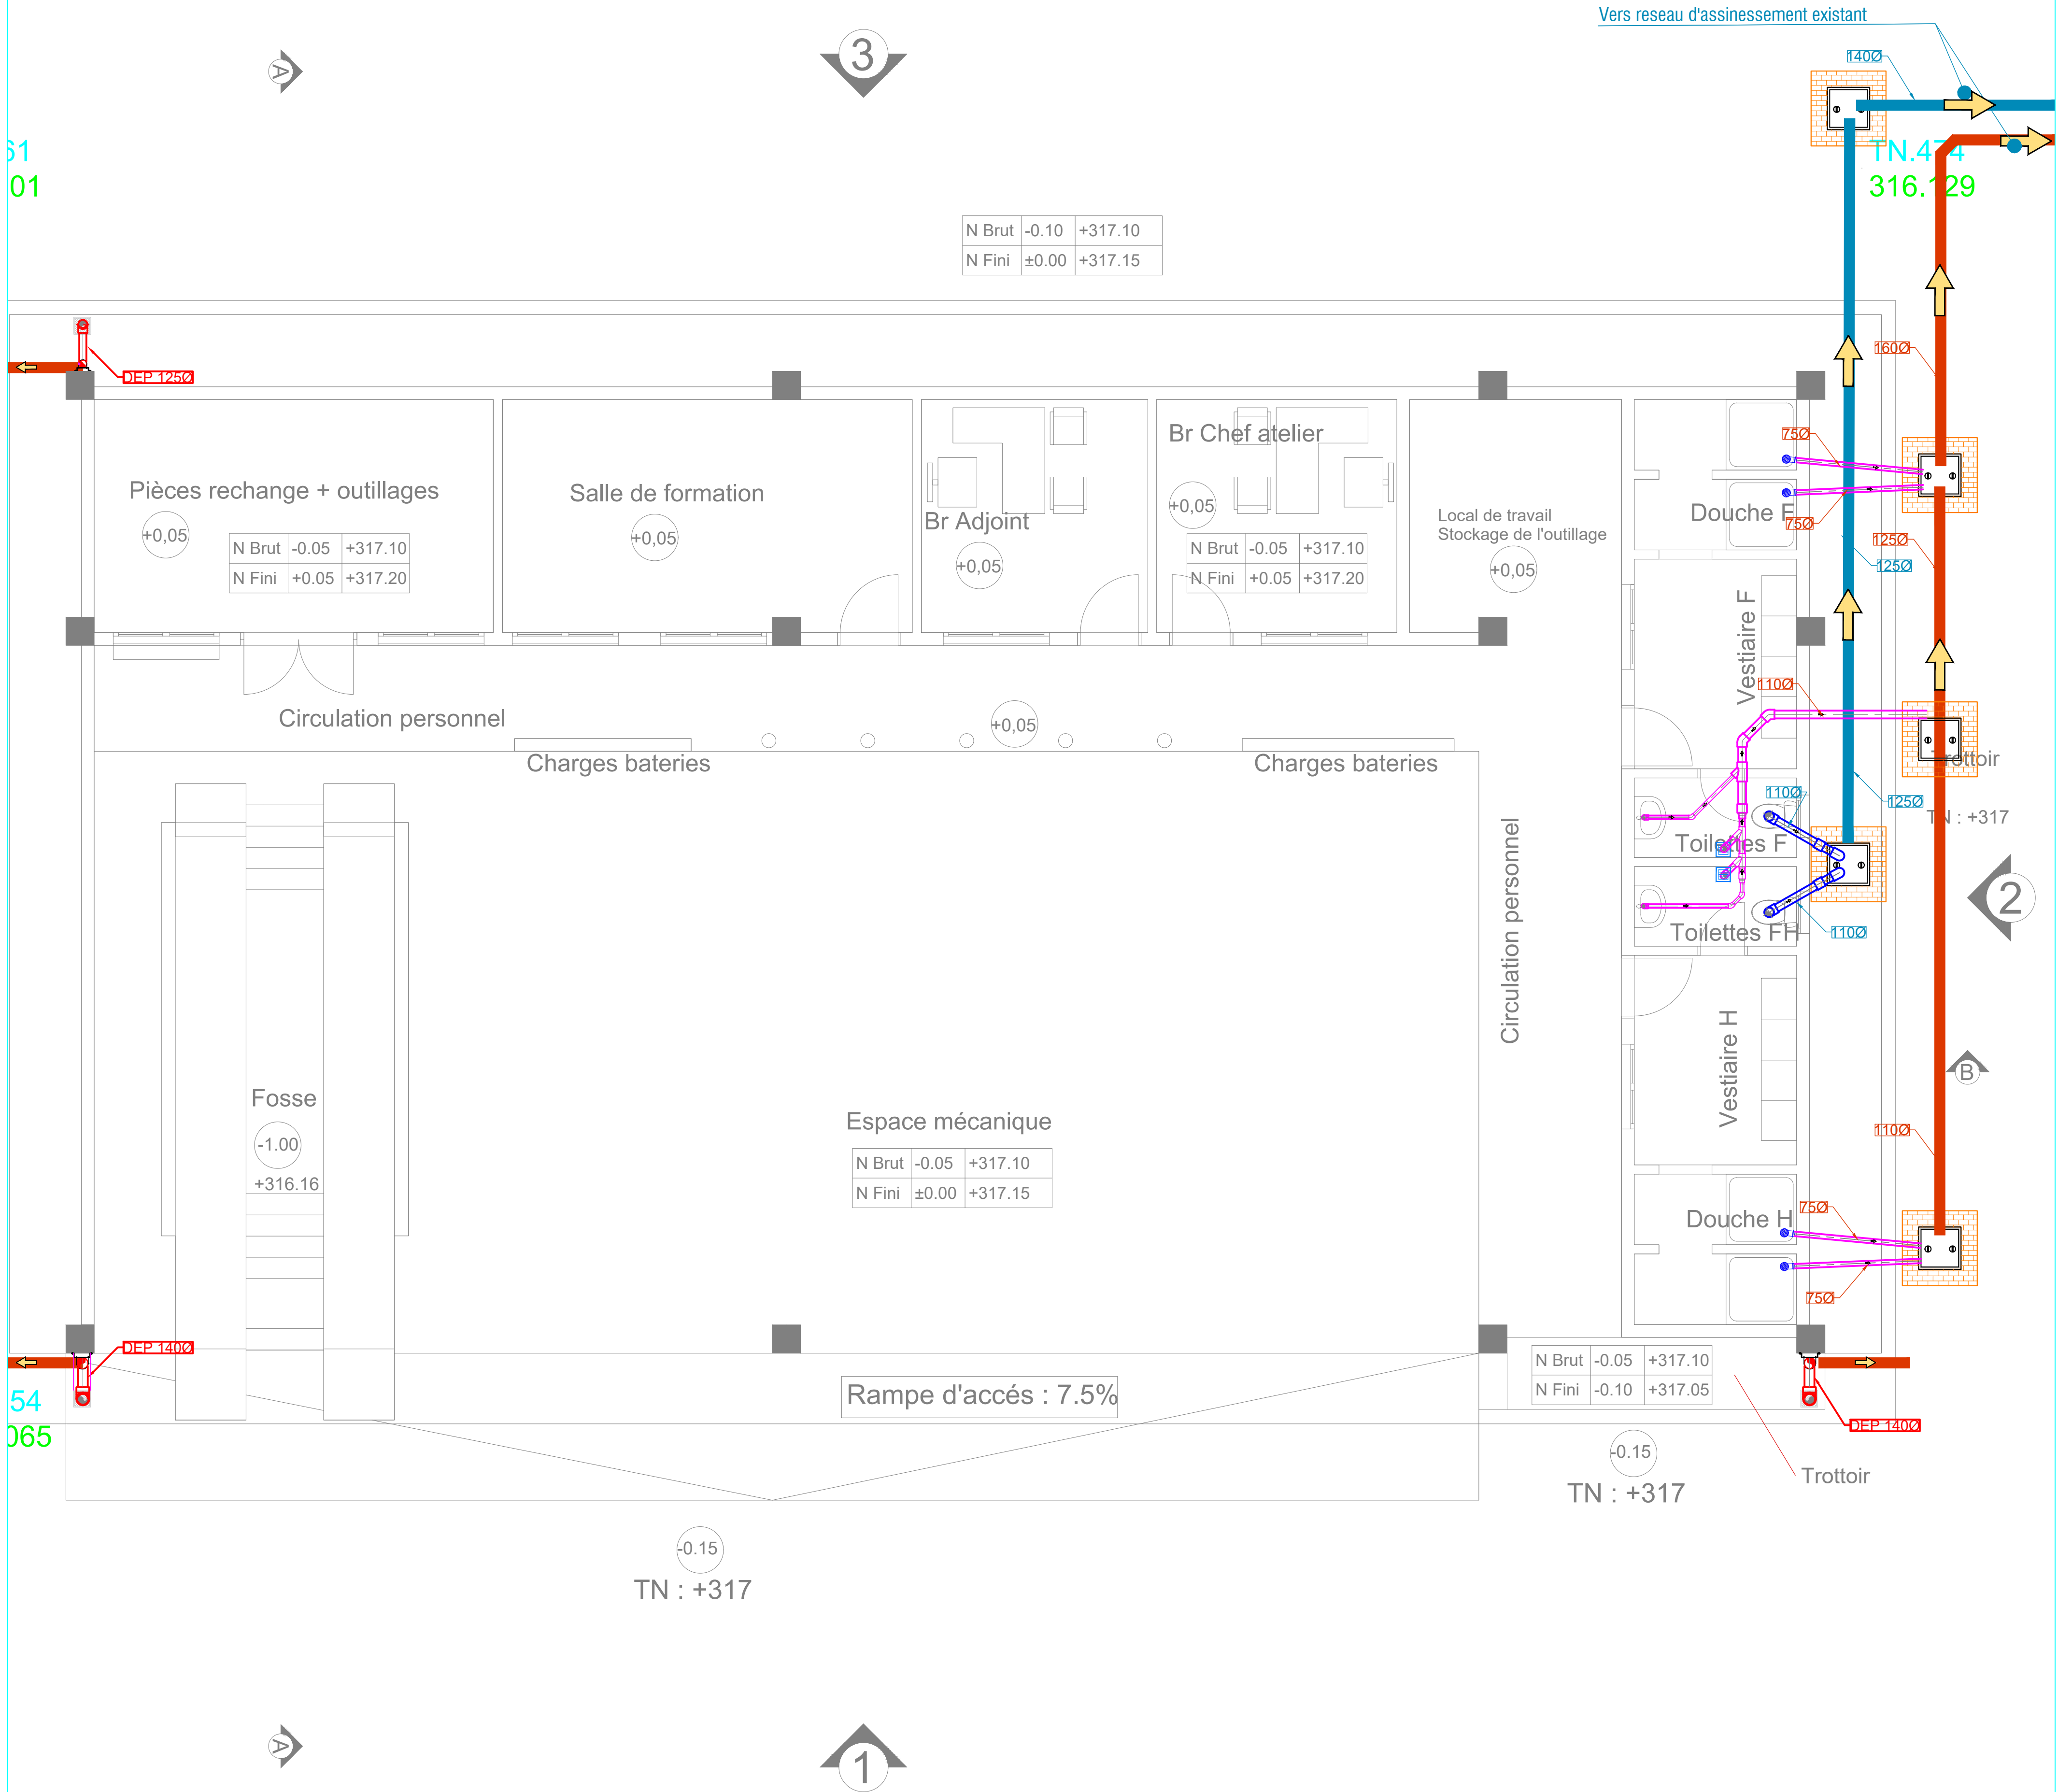 Vers reseau d'assinessement existant
140Ø
A
3
61
01
TN.474
316.129
N Brut -0.10 +317.10
N Fini ±0.00 +317.15
160Ø
DEP 125Ø
Br Chef atelier
75Ø
Pièces rechange + outillages
Salle de formation
+0,05
Br Adjoint
Local de travail
Stockage de l'outillage
Douche F
75Ø
+0,05
+0,05
125Ø
N Brut -0.05 +317.10
N Fini +0.05 +317.20
+0,05
N Brut -0.05 +317.10
N Fini +0.05 +317.20
+0,05
125Ø
Vestiaire F
110Ø
Circulation personnel
+0,05
Charges bateries
Charges bateries
Trottoir
110Ø
125Ø
TN : +317
Toilettes F
Circulation personnel
2
Toilettes FH
110Ø
Vestiaire H
B
Fosse
-1.00
+316.16
Espace mécanique
110Ø
N Brut -0.05 +317.10
N Fini ±0.00 +317.15
75Ø
Douche H
75Ø
DEP 140Ø
N Brut -0.05 +317.10
N Fini -0.10 +317.05
54
065
Rampe d'accés : 7.5%
DEP 140Ø
-0.15
TN : +317
Trottoir
-0.15
TN : +317
A
1